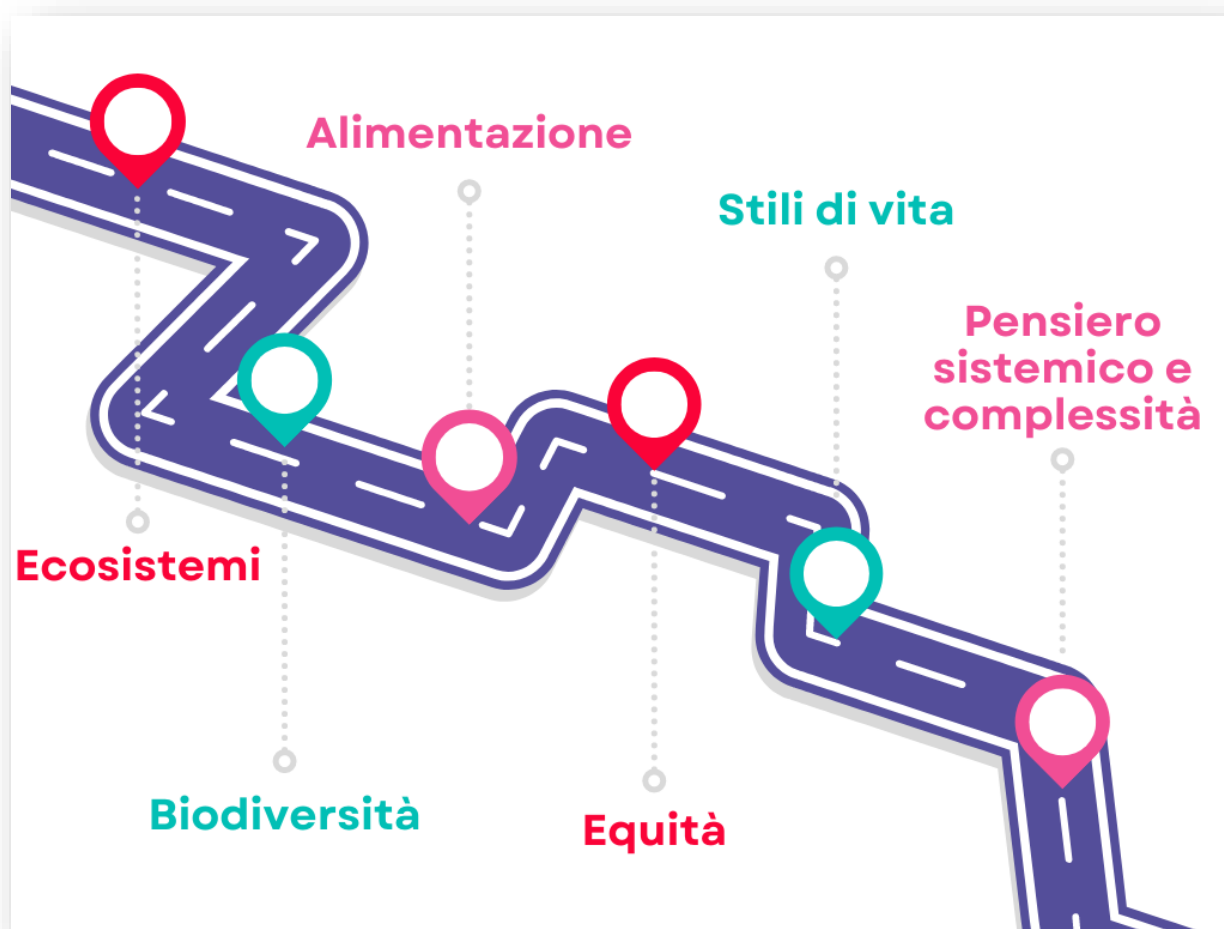 Alimentazione
Stili di vita
Pensiero
sistemico e
complessità
Ecosistemi
Biodiversità
Equità